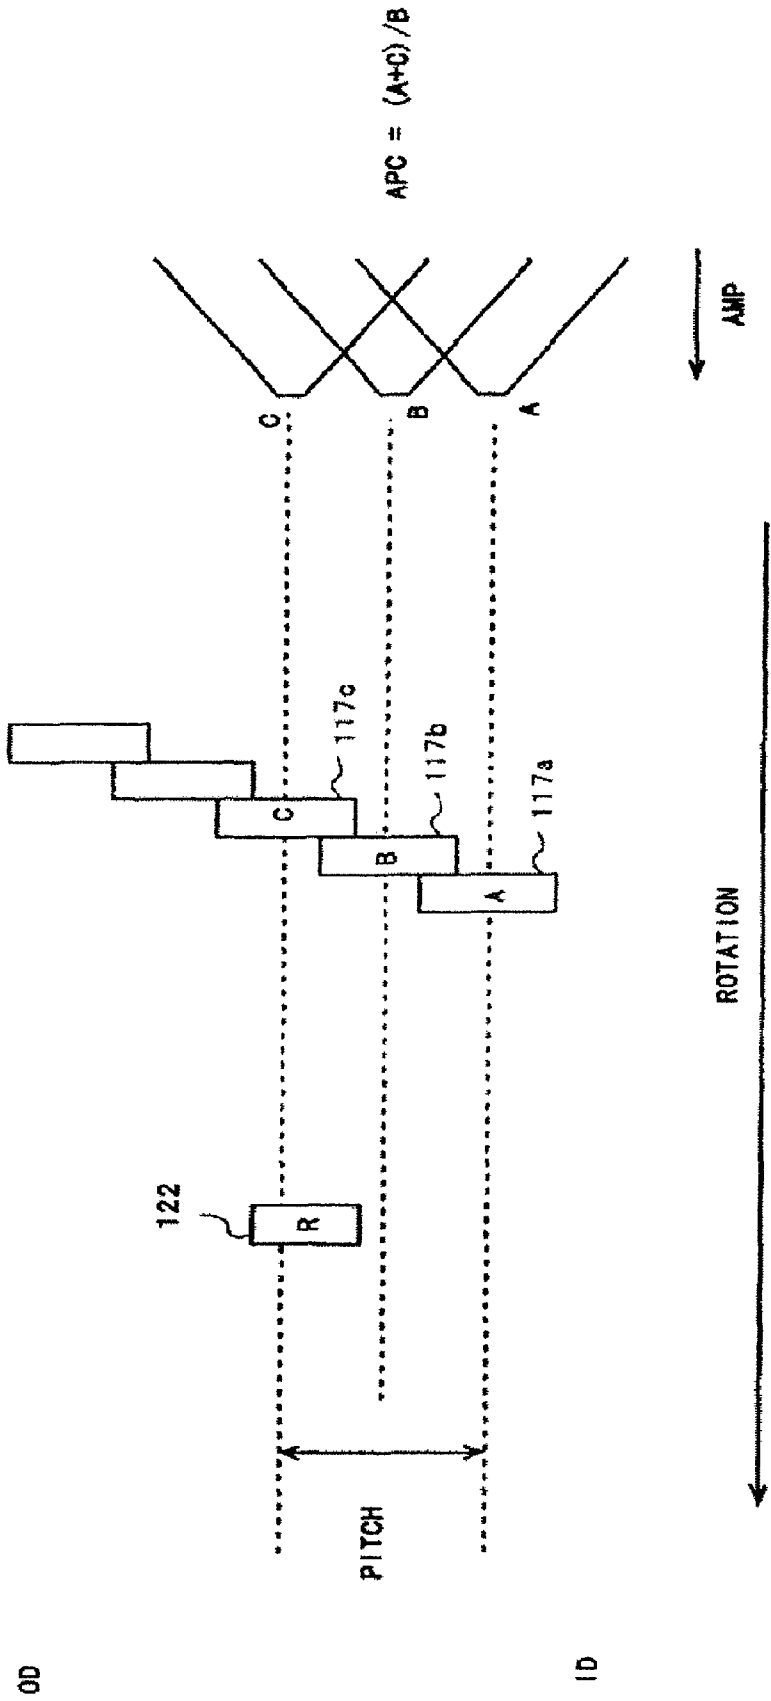 APC = (A+C)/B
C
B
A
AMP
C
117c
B
117b
A
117a
ROTATION
122
R
PITCH
OD
ID